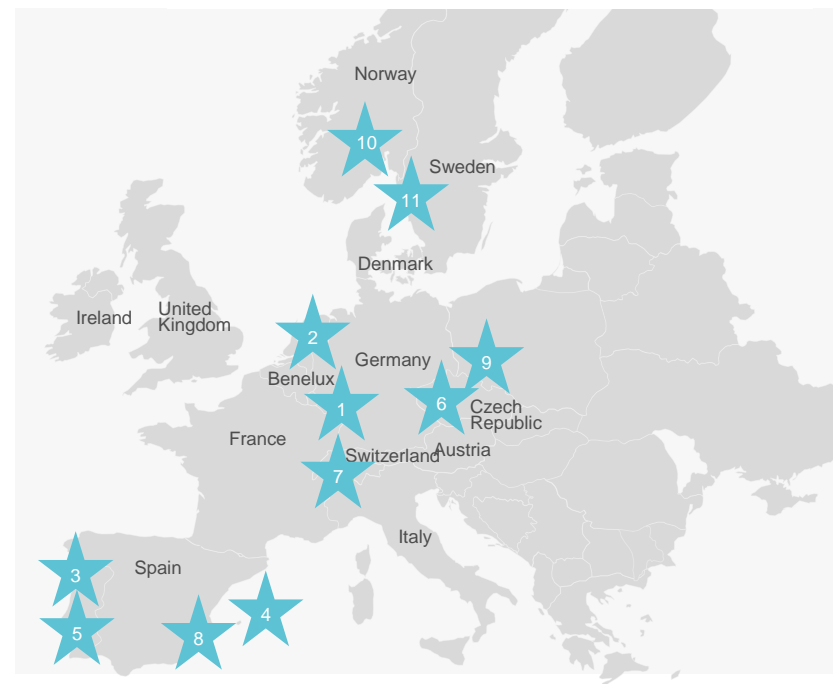 Norway
10
Sweden
11
Denmark
Ireland
United
Kingdom
2
Germany
9
Benelux
1
6
Czech
Republic
France
Switzerland
Austria
7
Italy
3
Spain
4
5
8